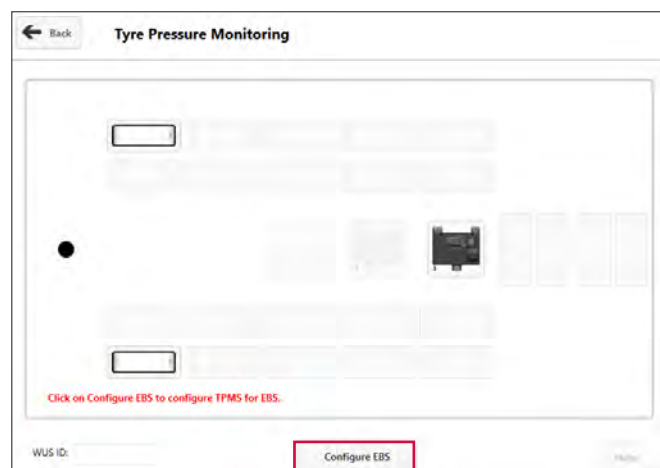 Back
Tyre Pressure Monitoring
Click on Configure EBS to configure TPMS for EBS.
WUS ID:
Configure EBS